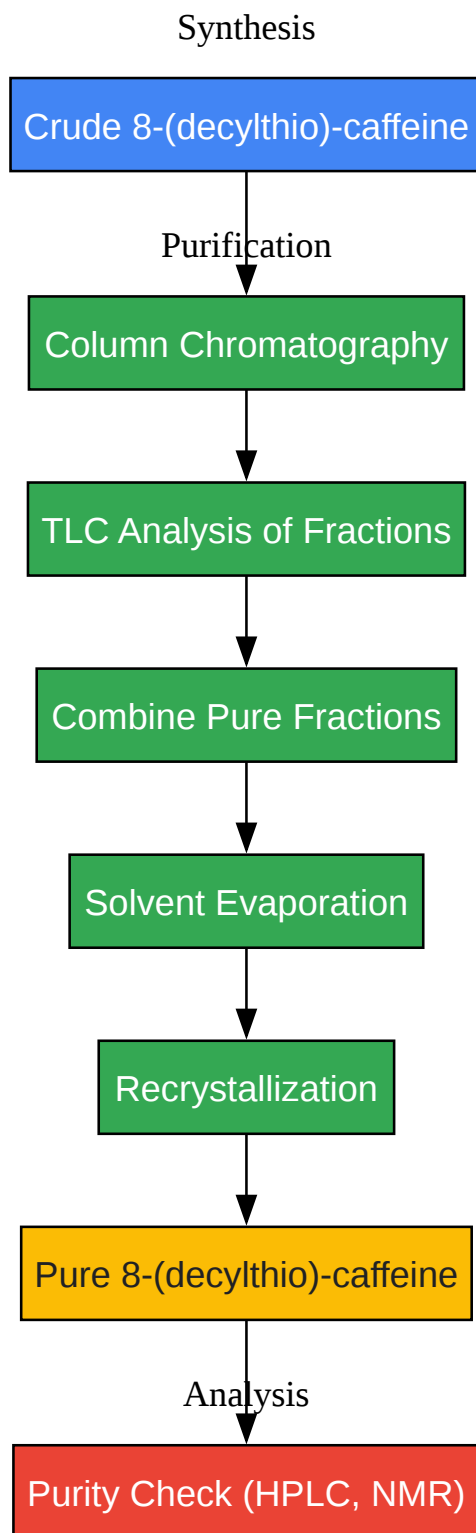 Synthesis
Crude 8-(decylthio)-caffeine
Purification
Column Chromatography
TLC Analysis of Fractions
Combine Pure Fractions
Solvent Evaporation
Recrystallization
Pure 8-(decylthio)-caffeine
Analysis
Purity Check (HPLC, NMR)